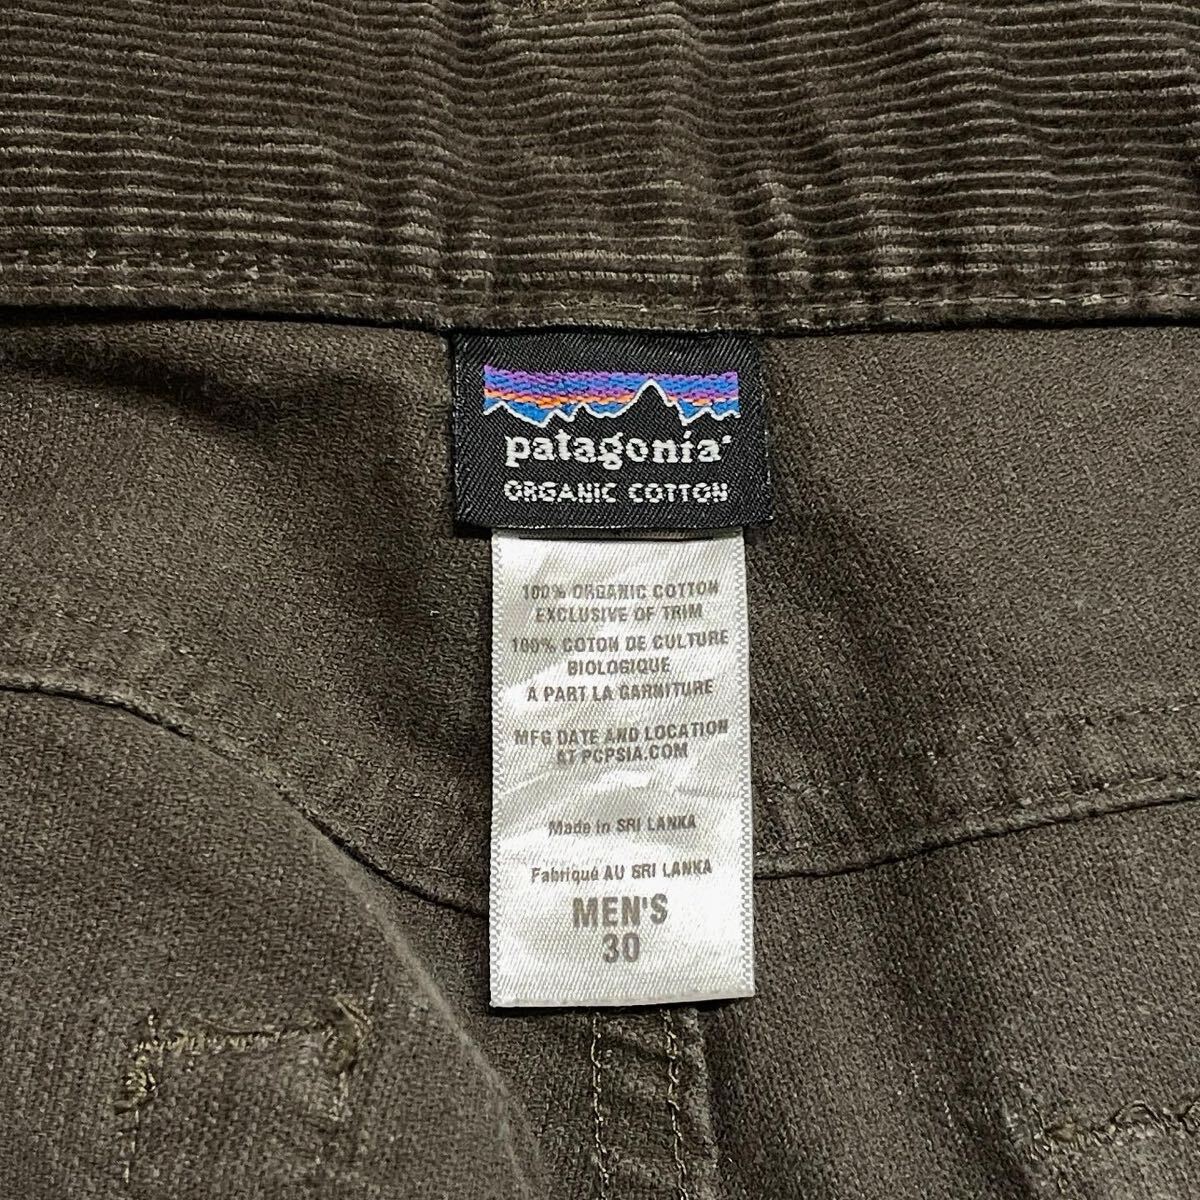 patagonia
ORGANIC COTTON
100% ORGANIC COTTON
EXCLUSIVE OF TRIM
100% COTON DE CULTURE
BIOLOGIQUE
A PART LA GARNITURE
MFG DATE AND LOCATION
AT PCPSIA.COM
Made in SRI LANKA
Fabriqué AU SRI LANKA
MEN'S
30